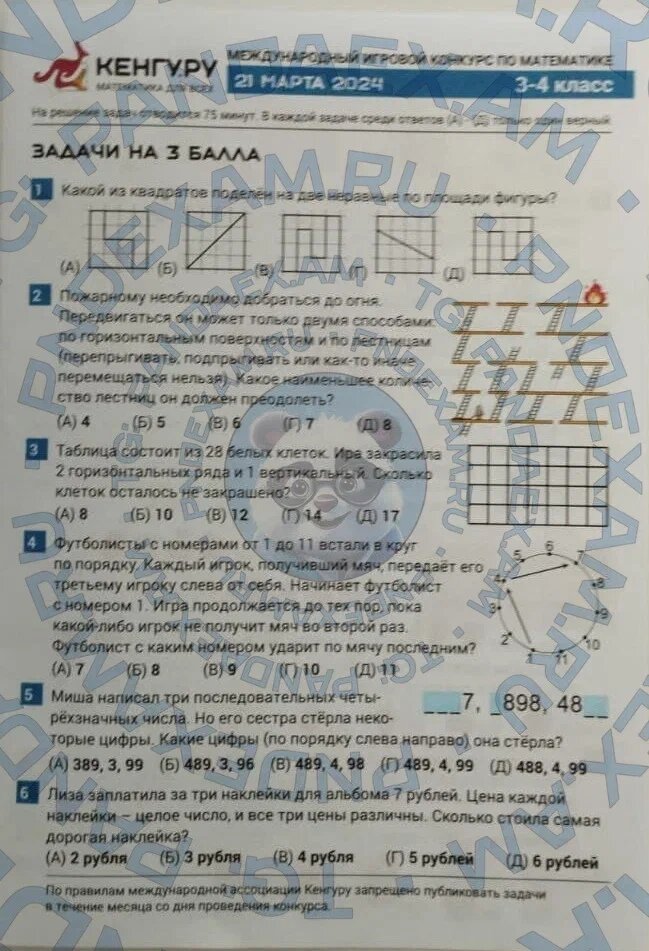 КЕНГУ.РУ
МАТЕМАТИКА ДЛЯ ВСЕХ
МЕЖДУНАРОДНЫЙ ИГРОВОЙ КОНКУРС ПО МАТЕМАТИКЕ
21 МАРТА 2024 3-4 класс
На решение задач отводится 75 минут. В каждой задаче среди ответов (А) - (Д) только один верный
ЗАДАЧИ НА 3 БАЛЛА
1 Какой из квадратов поделён на две неравные по площади фигуры?
(А) (Б) (В) (Г) (Д)
2 Пожарному необходимо добраться до огня.
Передвигаться он может только двумя способами:
по горизонтальным поверхностям и по лестницам
(перепрыгивать, подпрыгивать или как-то иначе
перемещаться нельзя). Какое наименьшее количе-
ство лестниц он должен преодолеть?
(А) 4 (Б) 5 (В) 6 (Г) 7 (Д) 8
3 Таблица состоит из 28 белых клеток. Ира закрасила
2 горизонтальных ряда и 1 вертикальный. Сколько
клеток осталось не закрашено?
(А) 8 (Б) 10 (В) 12 (Г) 14 (Д) 17
4 Футболисты с номерами от 1 до 11 встали в круг
по порядку. Каждый игрок, получивший мяч, передаёт его
третьему игроку слева от себя. Начинает футболист
с номером 1. Игра продолжается до тех пор, пока
какой-либо игрок не получит мяч во второй раз.
Футболист с каким номером ударит по мячу последним?
(А) 7 (Б) 8 (В) 9 (Г) 10 (Д) 11
1 2 3 4 5 6 7 8 9 10 11
5 Миша написал три последовательных четы-
рёхзначных числа. Но его сестра стёрла неко-
торые цифры. Какие цифры (по порядку слева направо) она стёрла?
___7, _898, 48__
(А) 389, 3, 99 (Б) 489, 3, 96 (В) 489, 4, 98 (Г) 489, 4, 99 (Д) 488, 4, 99
6 Лиза заплатила за три наклейки для альбома 7 рублей. Цена каждой
наклейки – целое число, и все три цены различны. Сколько стоила самая
дорогая наклейка?
(А) 2 рубля (Б) 3 рубля (В) 4 рубля (Г) 5 рублей (Д) 6 рублей
По правилам международной ассоциации Кенгуру запрещено публиковать задачи
в течение месяца со дня проведения конкурса.
PANDAEXAM.RU
TG: PANDAEXAM